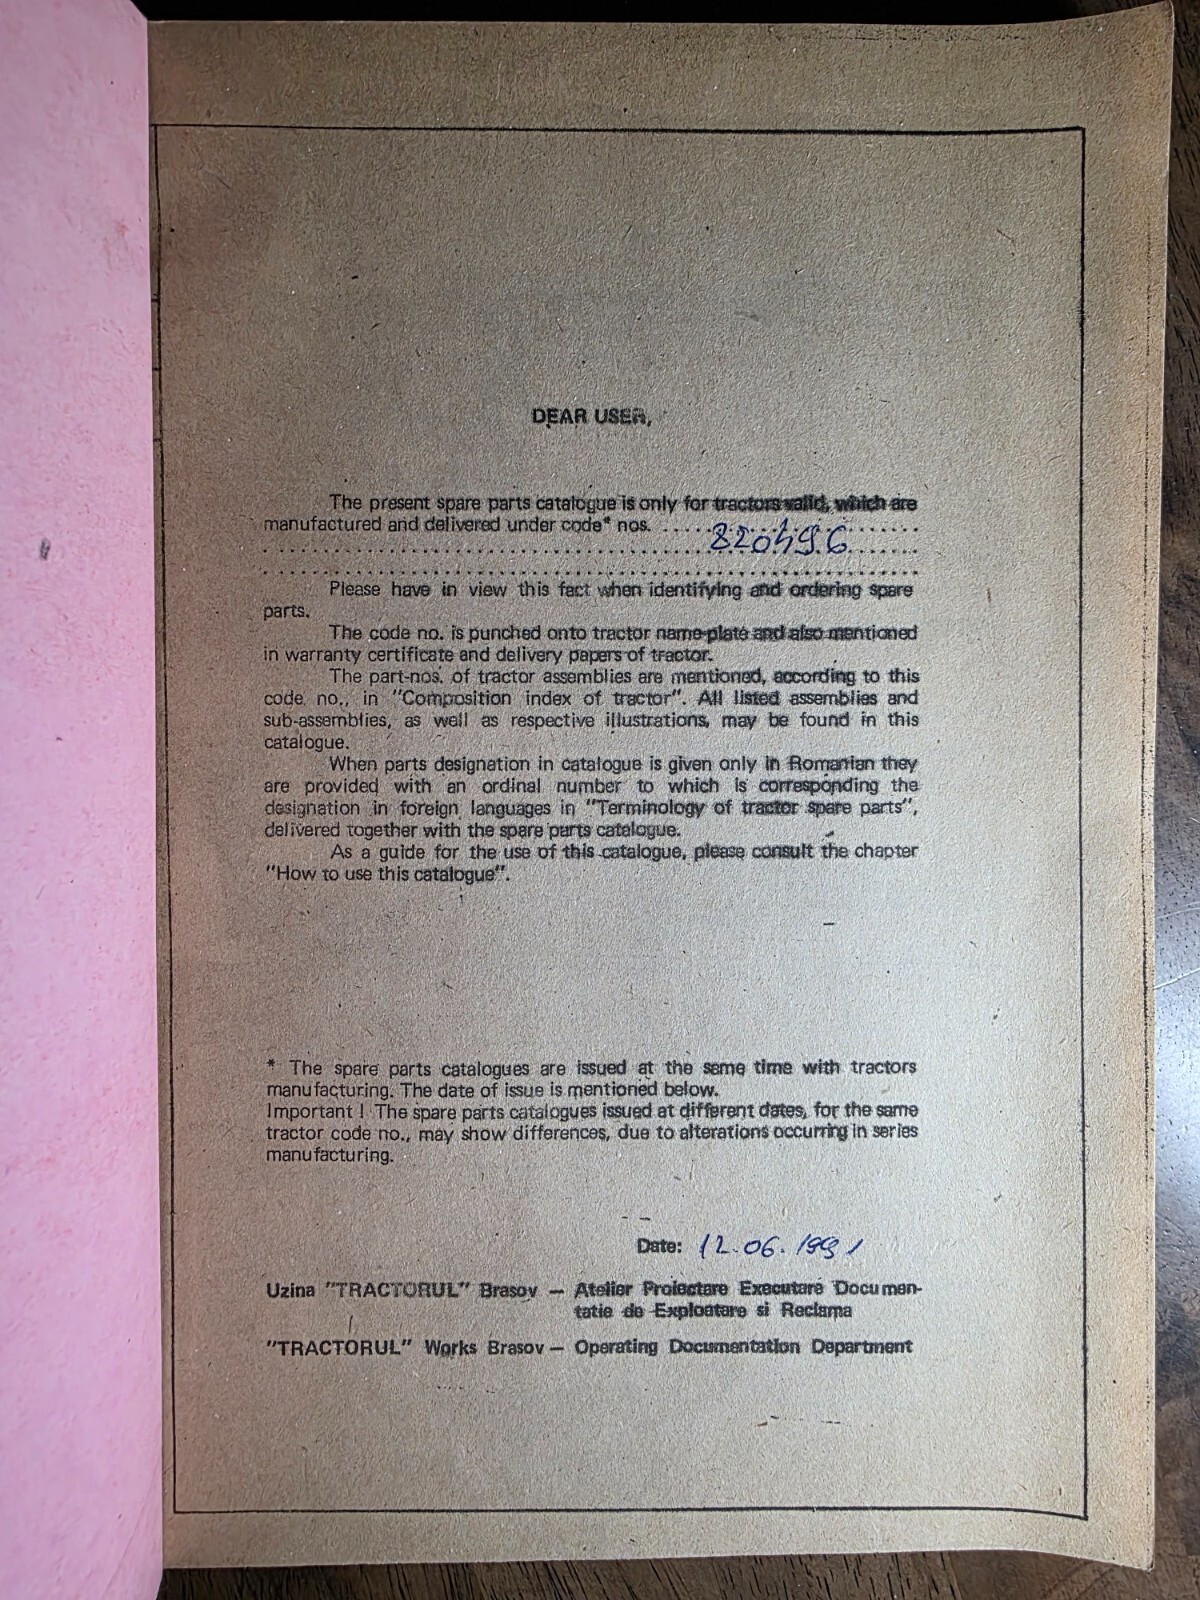 DEAR USER,
The present spare parts catalogue is only for tractors valid, which are
manufactured and delivered under code* nos. ........................
820496
................................................................
................................................................
Please have in view this fact when identifying and ordering spare
parts.
The code no. is punched onto tractor name-plate and also mentioned
in warranty certificate and delivery papers of tractor.
The part-nos. of tractor assemblies are mentioned, according to this
code no., in "Composition index of tractor". All listed assemblies and
sub-assemblies, as well as respective illustrations, may be found in this
catalogue.
When parts designation in catalogue is given only in Romanian they
are provided with an ordinal number to which is corresponding the
designation in foreign languages in "Terminology of tractor spare parts",
delivered together with the spare parts catalogue.
As a guide for the use of this catalogue, please consult the chapter
"How to use this catalogue".
* The spare parts catalogues are issued at the same time with tractors
manufacturing. The date of issue is mentioned below.
Important ! The spare parts catalogues issued at different dates, for the same
tractor code no., may show differences, due to alterations occurring in series
manufacturing.
Date: 12.06.1991
Uzina "TRACTORUL" Brasov — Atelier Proiectare Executare Documen-
tatie de Exploatare si Reclama
"TRACTORUL" Works Brasov — Operating Documentation Department